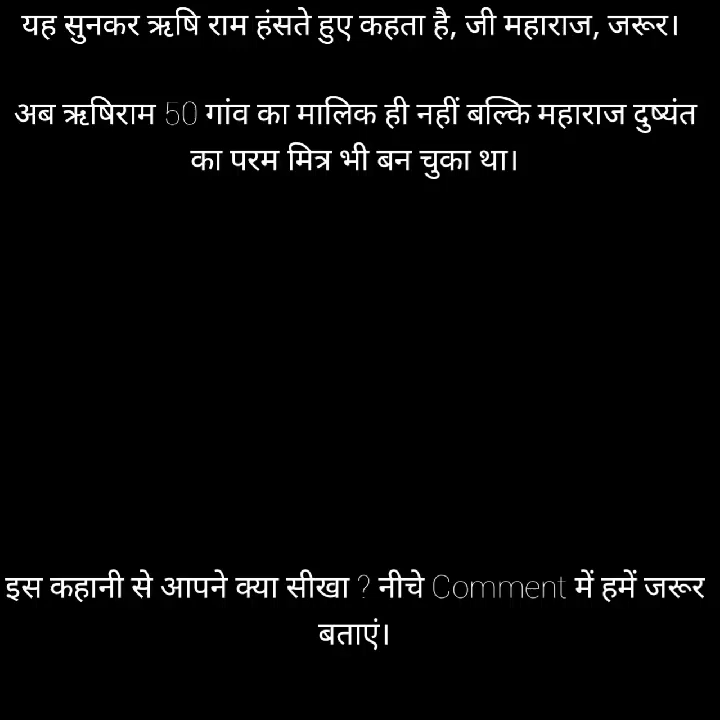 यह सुनकर ऋषि राम हंसते हुए कहता है, जी महाराज, जरूर।
अब ऋषिराम 50 गांव का मालिक ही नहीं बल्कि महाराज दुष्यंत
का परम मित्र भी बन चुका था।
इस कहानी से आपने क्या सीखा ? नीचे Comment में हमें जरूर
बताएं।